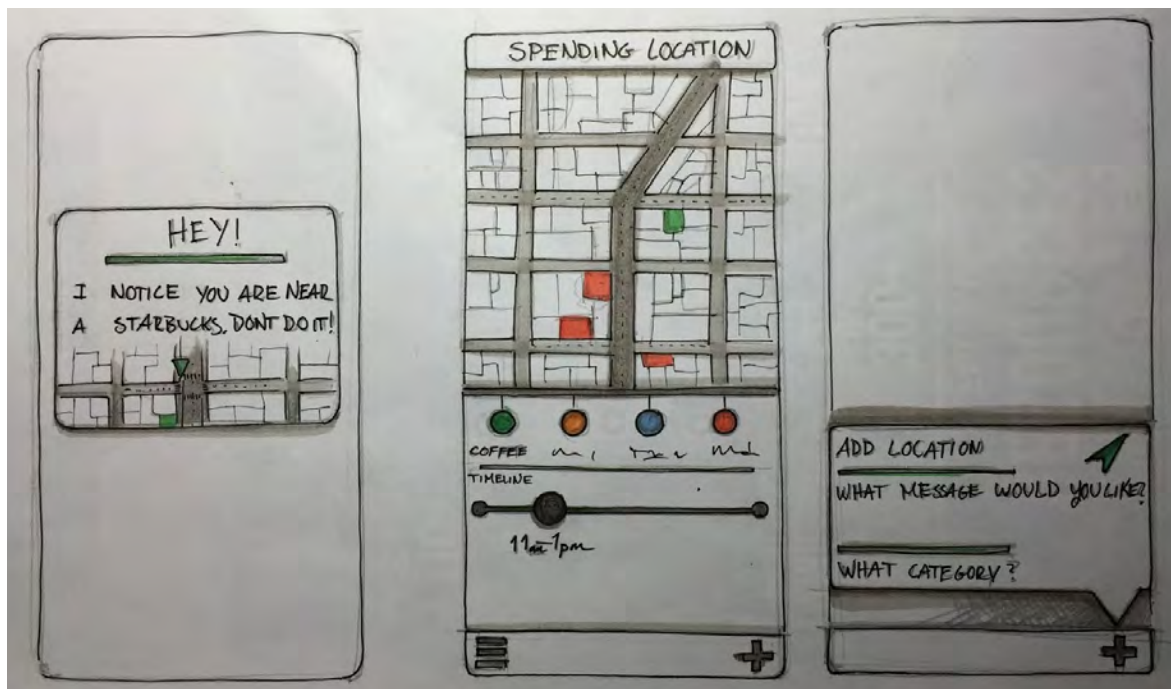 HEY!
I NOTICE YOU ARE NEAR
A STARBUCKS. DONT DO IT!
SPENDING LOCATION
COFFEE
TIMELINE
11am-1pm
ADD LOCATION
WHAT MESSAGE WOULD YOU LIKE?
WHAT CATEGORY?